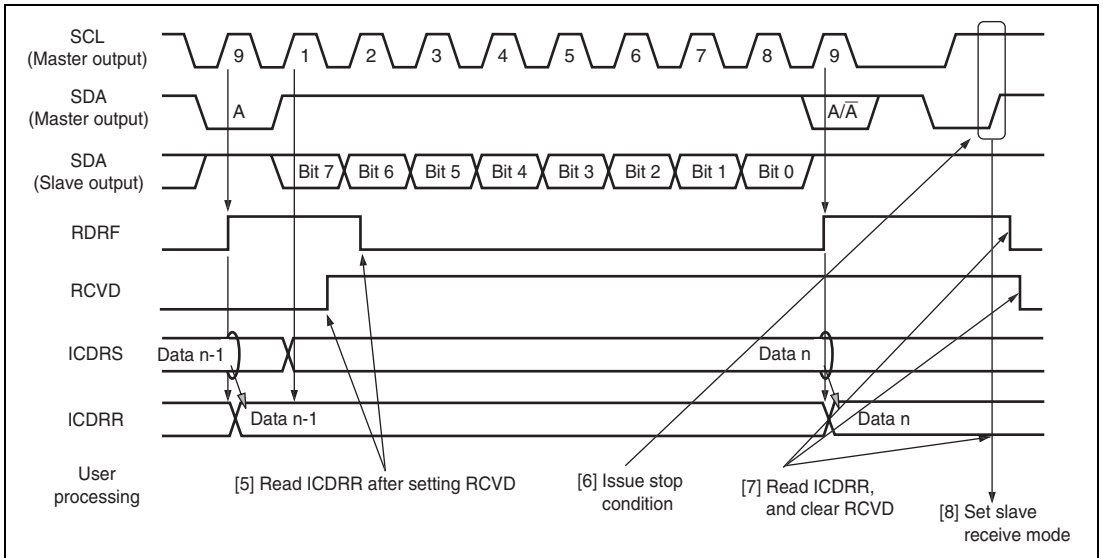 SCL
(Master output)
9 1 2 3 4 5 6 7 8 9
SDA
(Master output)
A A/A̅
SDA
(Slave output)
Bit 7 Bit 6 Bit 5 Bit 4 Bit 3 Bit 2 Bit 1 Bit 0
RDRF
RCVD
ICDRS
Data n-1 Data n
ICDRR
Data n-1 Data n
User
processing
[5] Read ICDRR after setting RCVD
[6] Issue stop
condition
[7] Read ICDRR,
and clear RCVD
[8] Set slave
receive mode